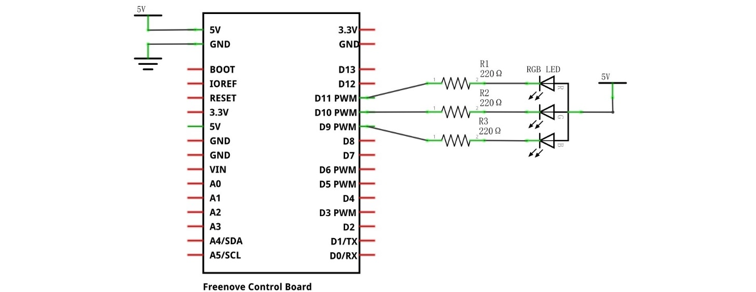 5V
5V
GND
BOOT
IOREF
RESET
3.3V
5V
GND
GND
VIN
A0
A1
A2
A3
A4/SDA
A5/SCL
3.3V
GND
D13
D12
D11 PWM
D10 PWM
D9 PWM
D8
D7
D6 PWM
D5 PWM
D4
D3 PWM
D2
D1/TX
D0/RX
R1
220 Ω
R2
220 Ω
R3
220 Ω
RGB LED
5V
Freenove Control Board